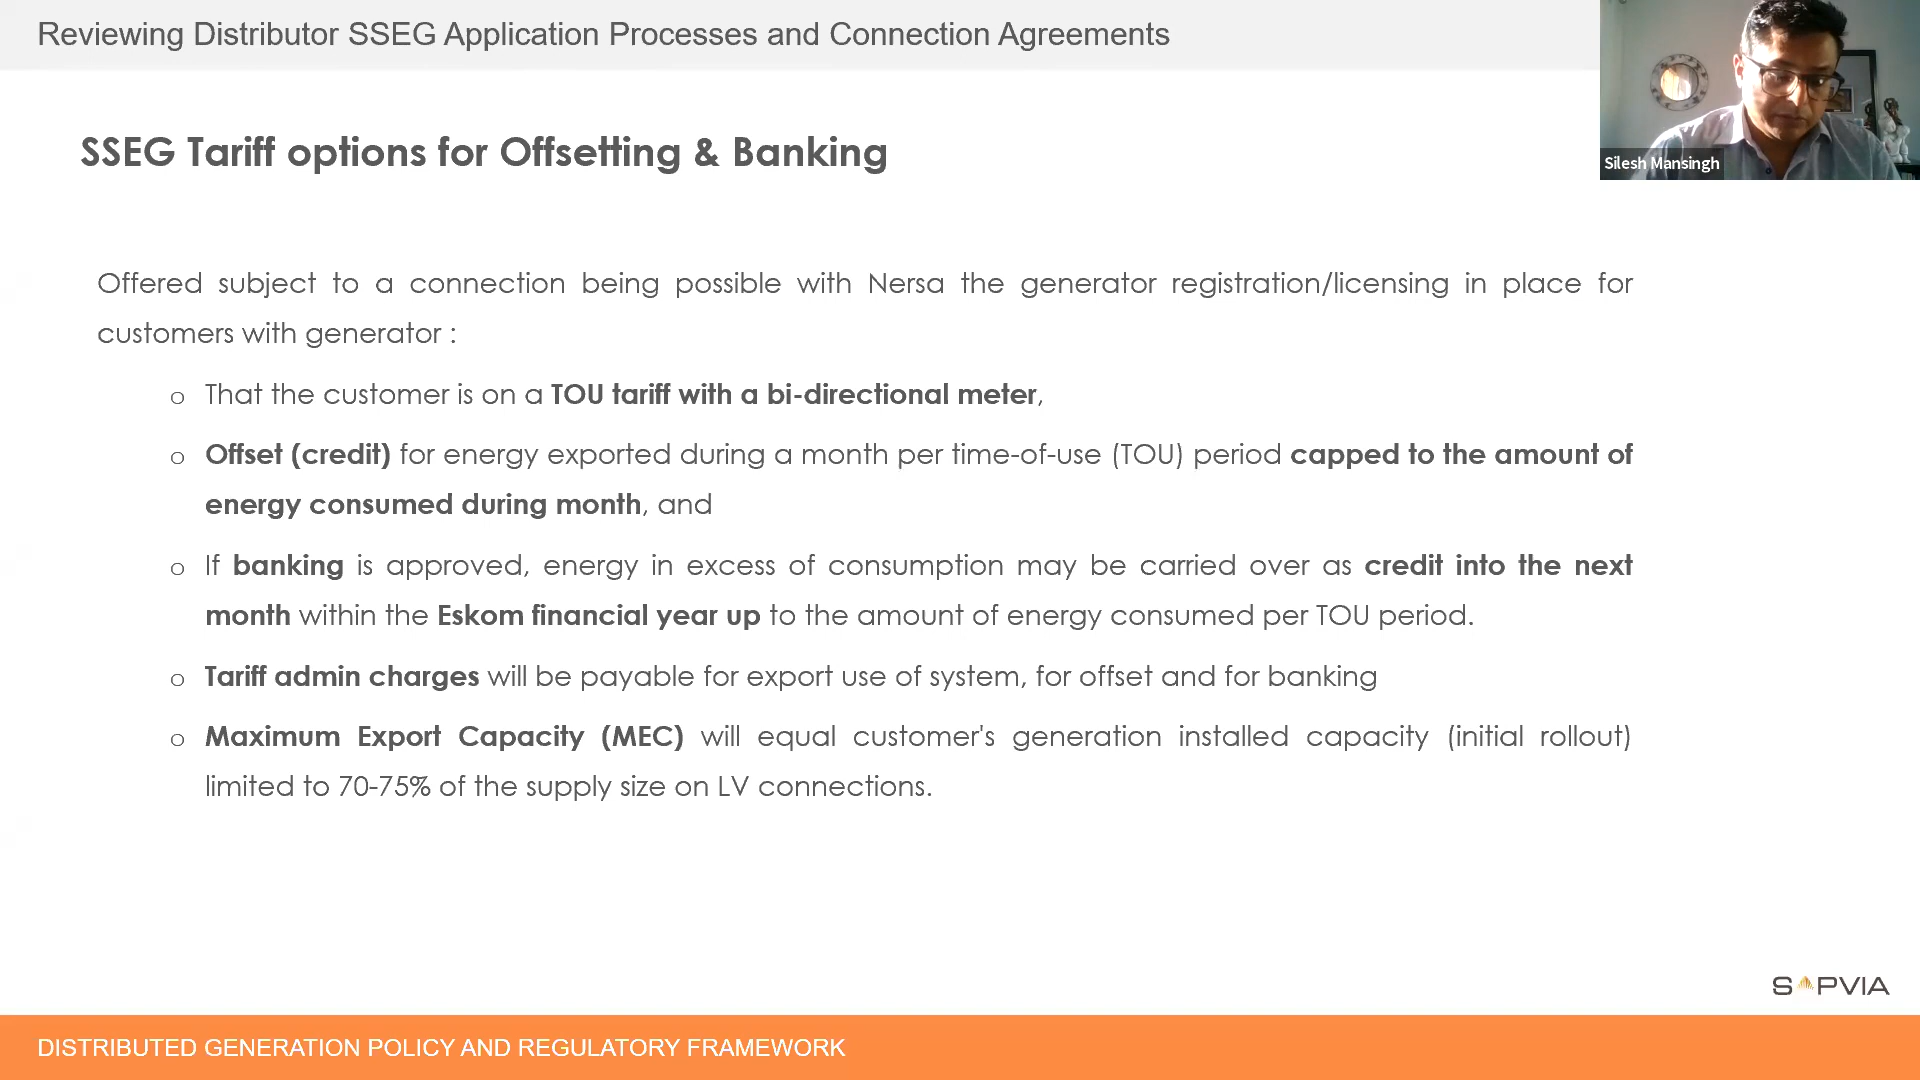 Reviewing Distributor SSEG Application Processes and Connection Agreements
Silesh Mansingh
SSEG Tariff options for Offsetting & Banking
Offered subject to a connection being possible with Nersa the generator registration/licensing in place for
customers with generator :
o That the customer is on a TOU tariff with a bi-directional meter,
o Offset (credit) for energy exported during a month per time-of-use (TOU) period capped to the amount of
energy consumed during month, and
o If banking is approved, energy in excess of consumption may be carried over as credit into the next
month within the Eskom financial year up to the amount of energy consumed per TOU period.
o Tariff admin charges will be payable for export use of system, for offset and for banking
o Maximum Export Capacity (MEC) will equal customer's generation installed capacity (initial rollout)
limited to 70-75% of the supply size on LV connections.
SAPVIA
DISTRIBUTED GENERATION POLICY AND REGULATORY FRAMEWORK